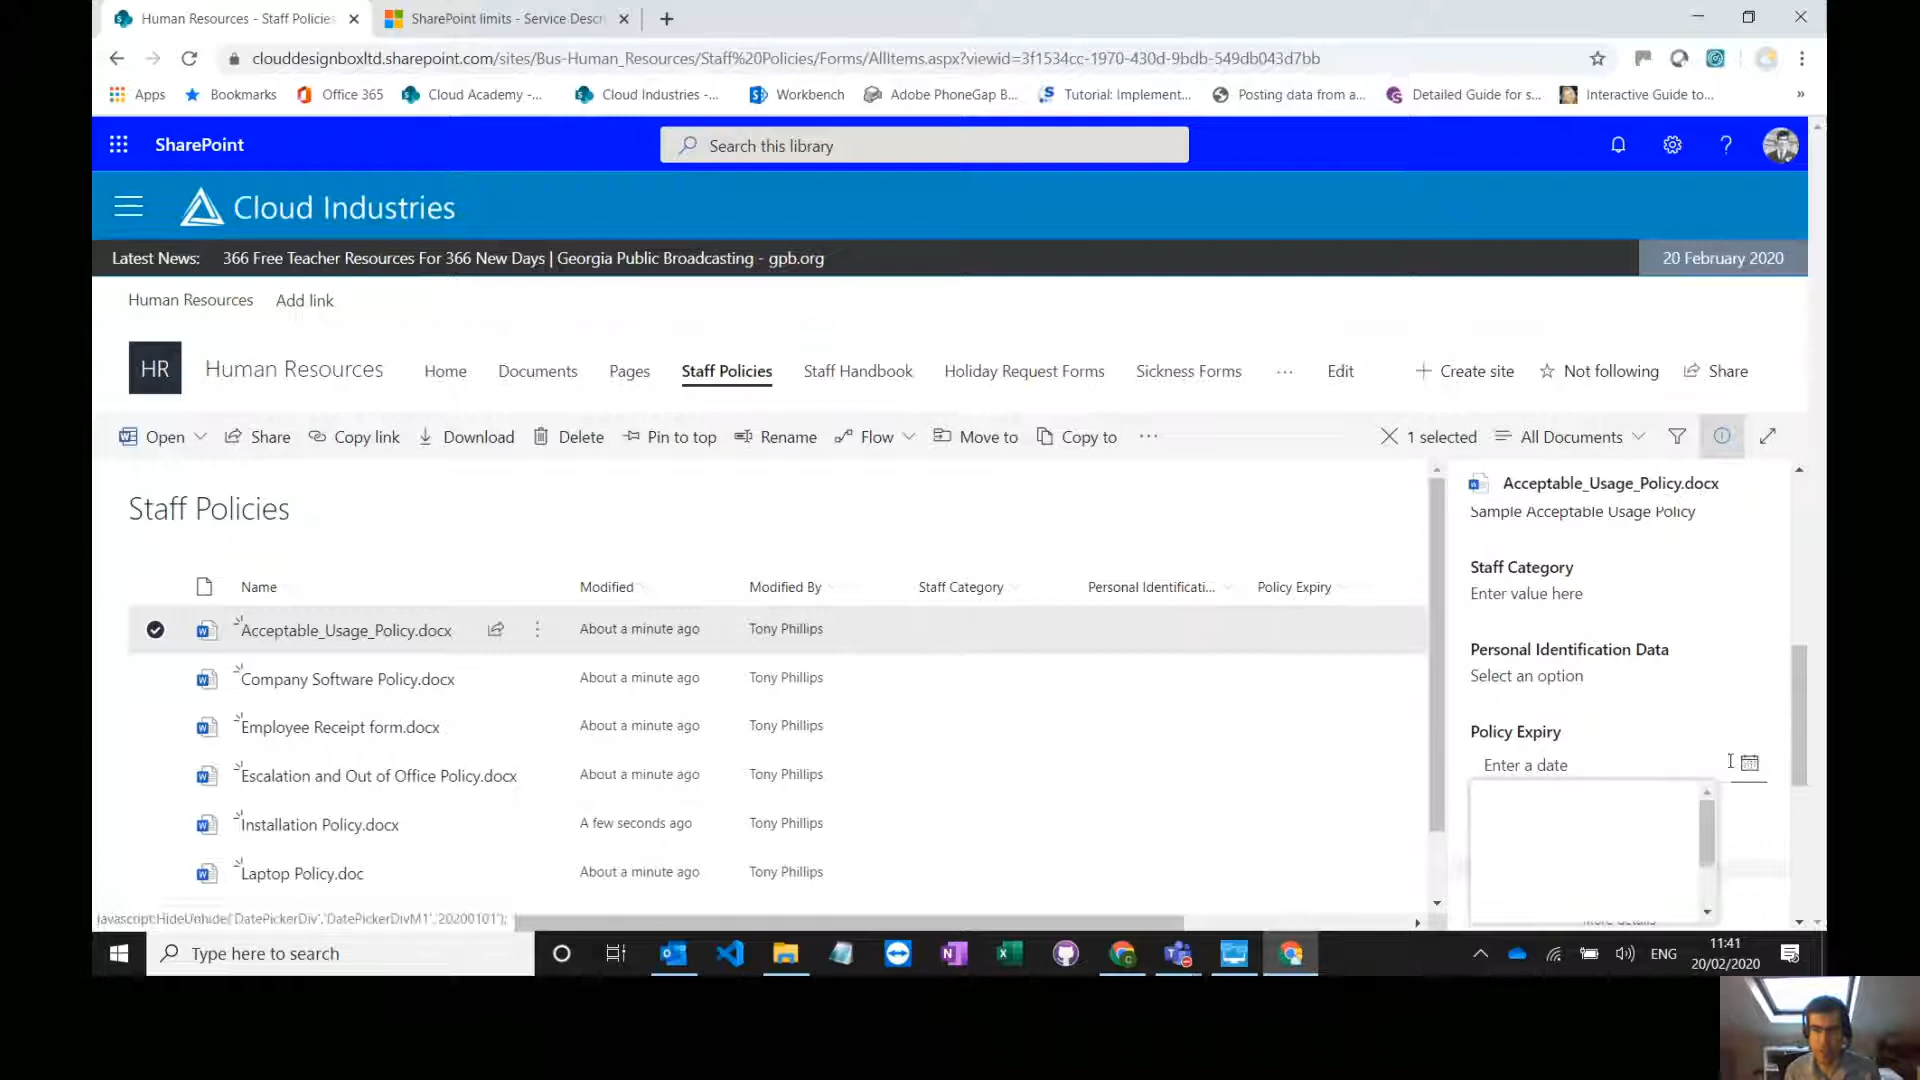 Human Resources - Staff Policies
SharePoint limits - Service Descr
clouddesignboxltd.sharepoint.com/sites/Bus-Human_Resources/Staff%20Policies/Forms/AllItems.aspx?viewid=3f1534cc-1970-430d-9bdb-549db043d7bb
Apps Bookmarks Office 365 Cloud Academy -... Cloud Industries -... Workbench Adobe PhoneGap B... Tutorial: Implement... Posting data from a... Detailed Guide for s... Interactive Guide to... »
SharePoint
Search this library
?
Cloud Industries
Latest News: 366 Free Teacher Resources For 366 New Days | Georgia Public Broadcasting - gpb.org
20 February 2020
Human Resources Add link
HR Human Resources Home Documents Pages Staff Policies Staff Handbook Holiday Request Forms Sickness Forms ... Edit + Create site Not following Share
Open Share Copy link Download Delete Pin to top Rename Flow Move to Copy to ... 1 selected All Documents
Staff Policies
Name Modified Modified By Staff Category Personal Identificati... Policy Expiry
Acceptable_Usage_Policy.docx About a minute ago Tony Phillips
Company Software Policy.docx About a minute ago Tony Phillips
Employee Receipt form.docx About a minute ago Tony Phillips
Escalation and Out of Office Policy.docx About a minute ago Tony Phillips
Installation Policy.docx A few seconds ago Tony Phillips
Laptop Policy.doc About a minute ago Tony Phillips
Acceptable_Usage_Policy.docx
Sample Acceptable Usage Policy
Staff Category
Enter value here
Personal Identification Data
Select an option
Policy Expiry
Enter a date
More details
javascript:HideUnhide('DatePickerDiv','DatePickerDivM1','20200101');
Type here to search
ENG
11:41
20/02/2020